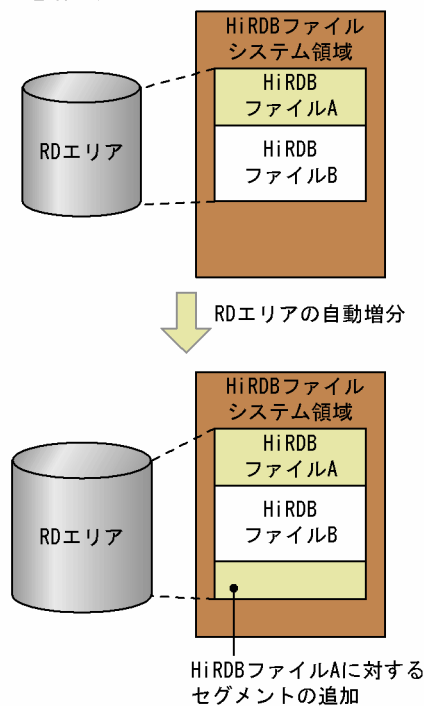 HiRDBファイル
システム領域
HiRDB
ファイルA
RDエリア
HiRDB
ファイルB
RDエリアの自動増分
HiRDBファイル
システム領域
HiRDB
ファイルA
HiRDB
ファイルB
RDエリア
HiRDBファイルAに対する
セグメントの追加